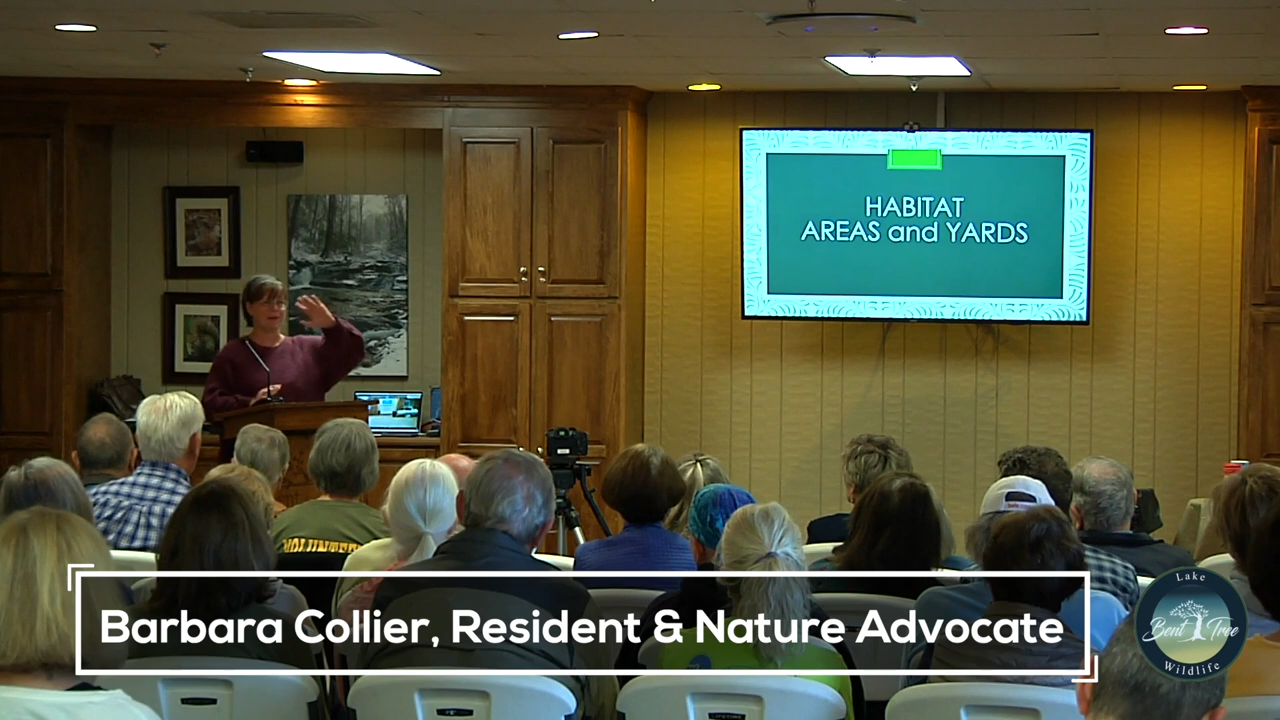 HABITAT
AREAS and YARDS
VOLUNTEER
Barbara Collier, Resident & Nature Advocate
Lake
Bent Tree
Wildlife